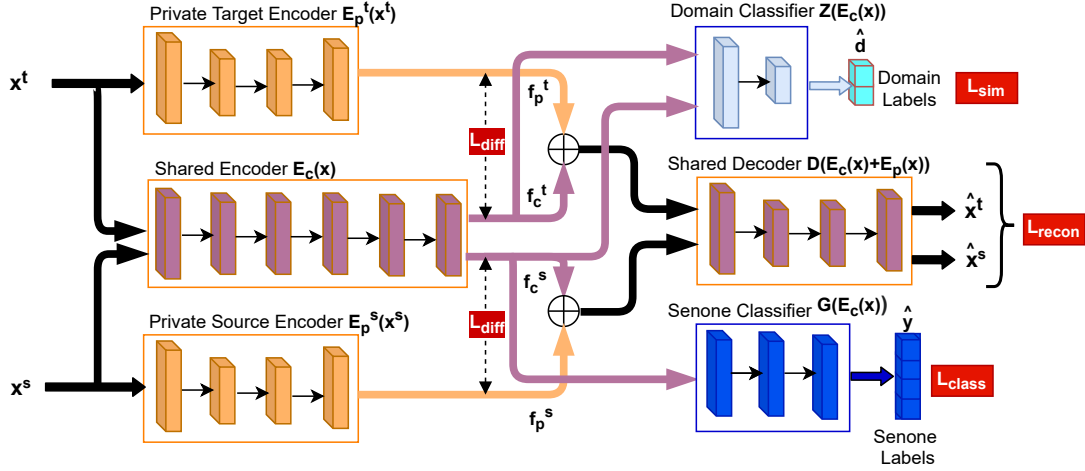 Private Target Encoder E_p^t(x^t)
x^t
L_diff
f_p^t
Shared Encoder E_c(x)
f_c^t
f_c^s
x^s
Private Source Encoder E_p^s(x^s)
L_diff
f_p^s
Domain Classifier Z(E_c(x))
d̂
Domain
Labels
L_sim
Shared Decoder D(E_c(x)+E_p(x))
x̂^t
x̂^s
L_recon
Senone Classifier G(E_c(x))
ŷ
L_class
Senone
Labels